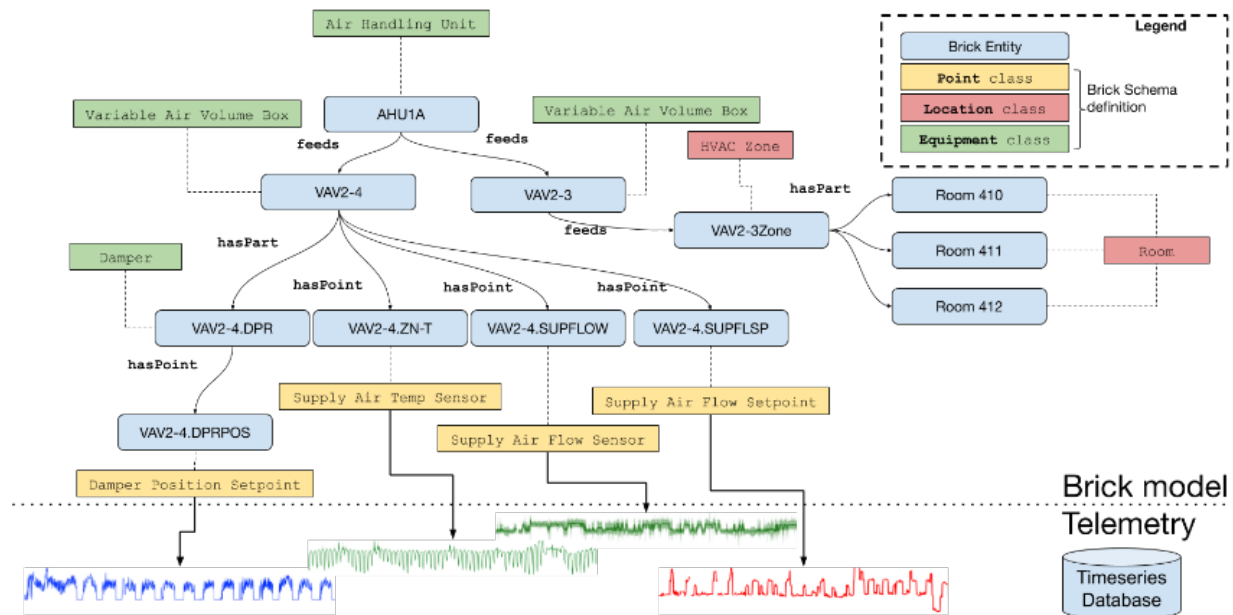 Air Handling Unit
Legend
Brick Entity
Point class
Location class
Equipment class
Brick Schema
definition
Variable Air Volume Box
AHU1A
Variable Air Volume Box
feeds
feeds
HVAC Zone
VAV2-4
VAV2-3
hasPart
Room 410
VAV2-3Zone
feeds
Room 411
Room
Room 412
hasPart
Damper
hasPoint
hasPoint
hasPoint
VAV2-4.DPR
VAV2-4.ZN-T
VAV2-4.SUPFLOW
VAV2-4.SUPFLSP
hasPoint
Supply Air Temp Sensor
Supply Air Flow Setpoint
VAV2-4.DPRPOS
Supply Air Flow Sensor
Damper Position Setpoint
Brick model
Telemetry
Timeseries
Database